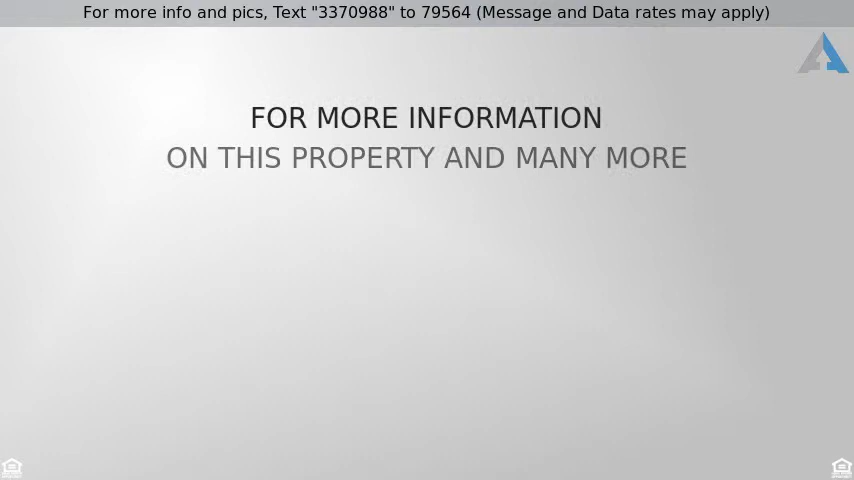 For more info and pics, Text "3370988" to 79564 (Message and Data rates may apply)
FOR MORE INFORMATION
ON THIS PROPERTY AND MANY MORE